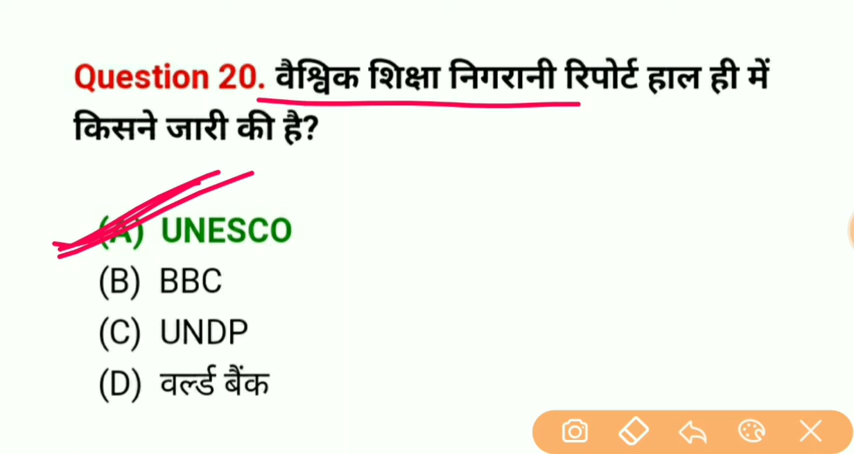 Question 20. वैश्विक शिक्षा निगरानी रिपोर्ट हाल ही में
किसने जारी की है?
(A) UNESCO
(B) BBC
(C) UNDP
(D) वर्ल्ड बैंक